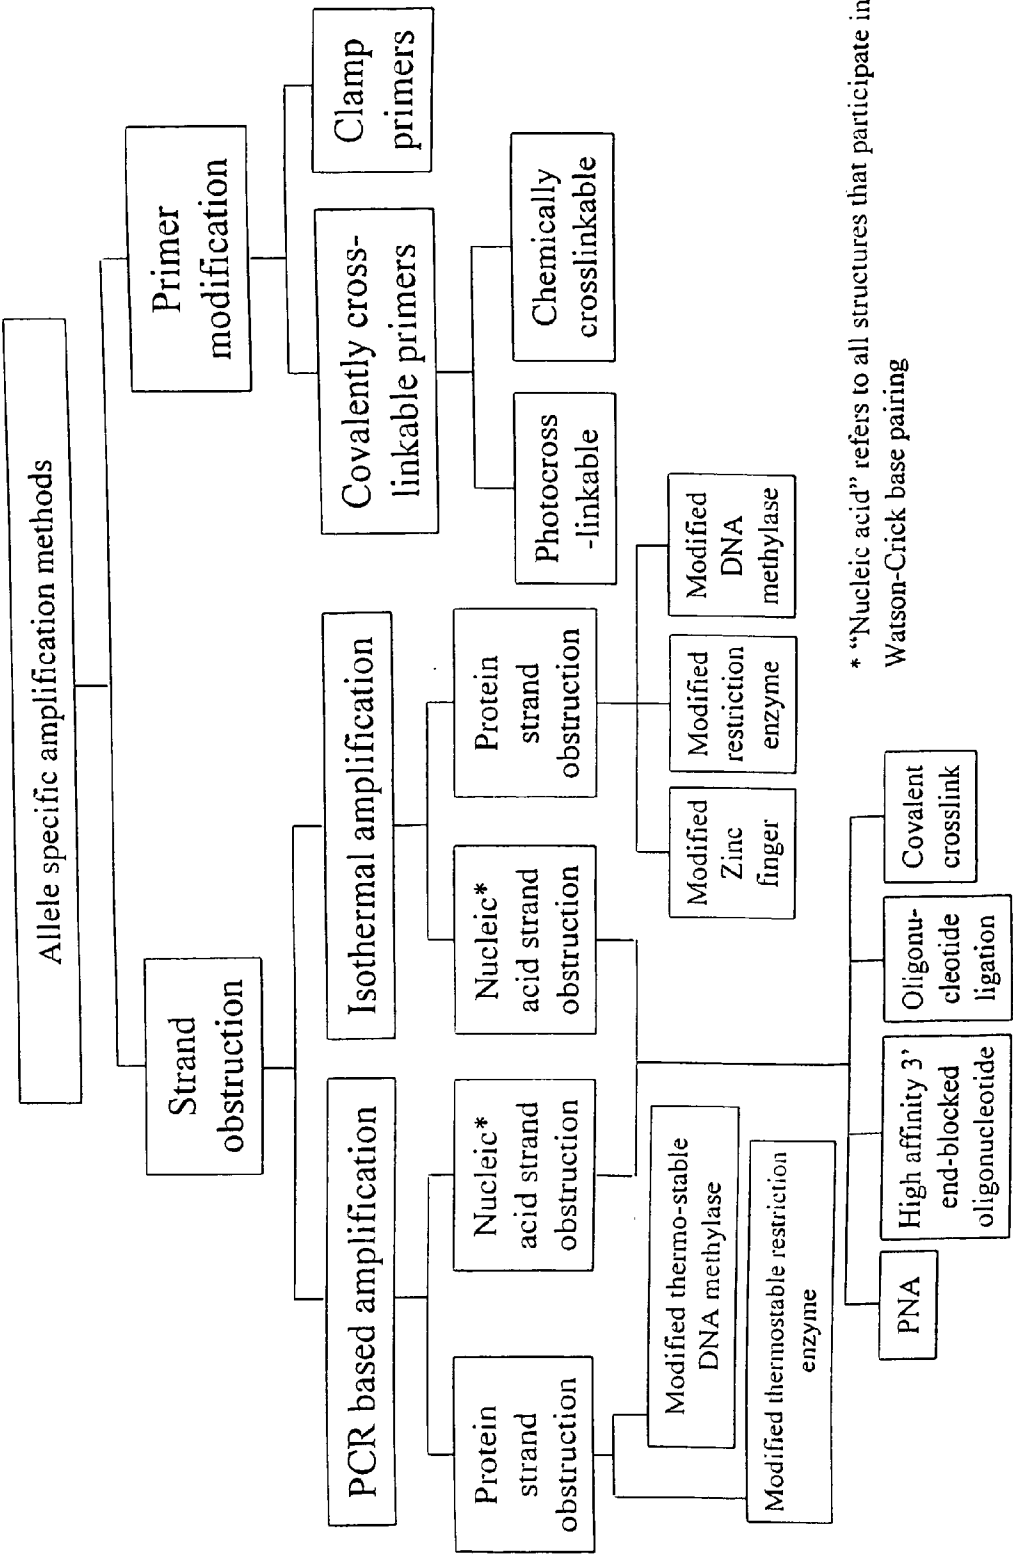 Allele specific amplification methods
Strand
obstruction
Primer
modification
PCR based amplification
Isothermal amplification
Covalently cross-
linkable primers
Clamp
primers
Protein
strand
obstruction
Nucleic*
acid strand
obstruction
Nucleic*
acid strand
obstruction
Protein
strand
obstruction
Photocross
-linkable
Chemically
crosslinkable
Modified thermo-stable
DNA methylase
Modified thermostable restriction
enzyme
Modified
Zinc
finger
Modified
restriction
enzyme
Modified
DNA
methylase
PNA
High affinity 3’
end-blocked
oligonucleotide
Oligonu-
cleotide
ligation
Covalent
crosslink
* “Nucleic acid” refers to all structures that participate in
Watson-Crick base pairing